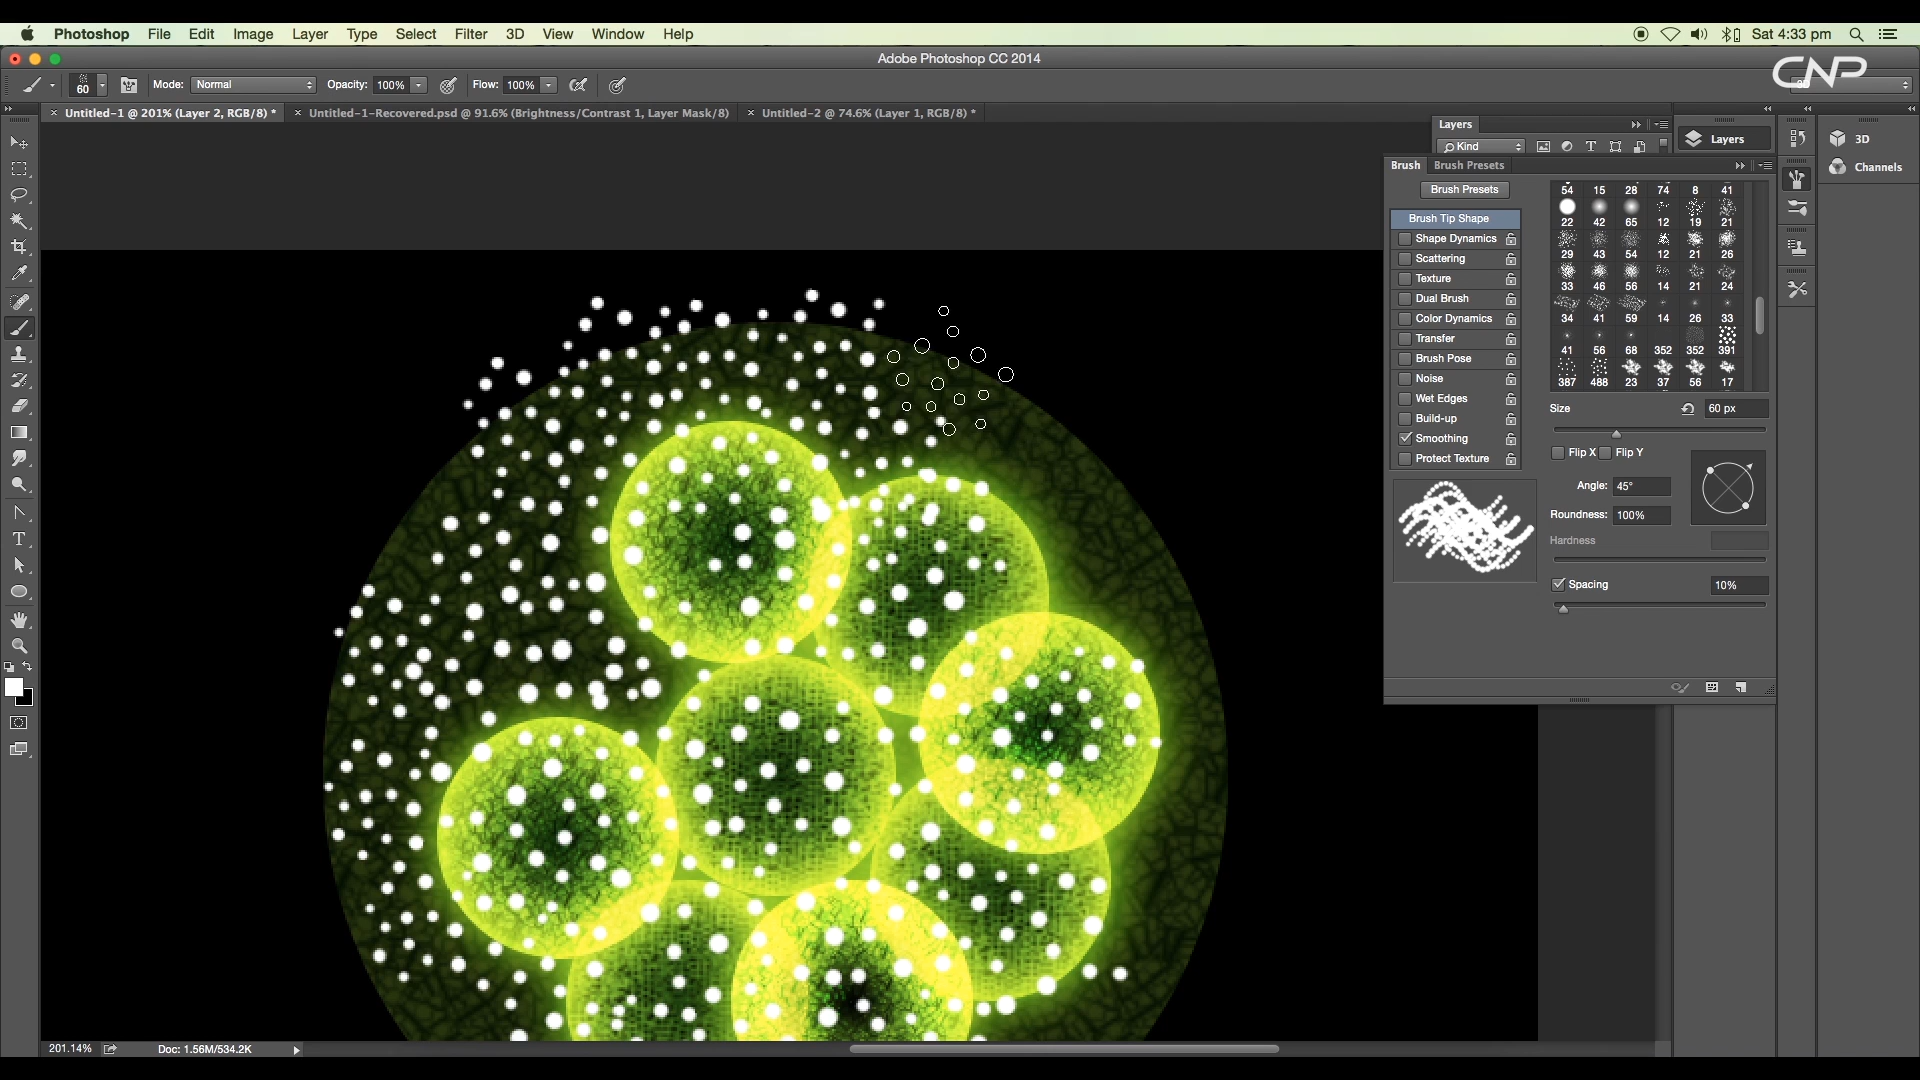 Photoshop File Edit Image Layer Type Select Filter 3D View Window Help Sat 4:33 pm
Adobe Photoshop CC 2014
CNP
60 Mode: Normal Opacity: 100% Flow: 100%
Untitled-1 @ 201% (Layer 2, RGB/8) * Untitled-1-Recovered.psd @ 91.6% (Brightness/Contrast 1, Layer Mask/8) Untitled-2 @ 74.6% (Layer 1, RGB/8) *
Layers
Kind
Layers
3D
Channels
Brush Brush Presets
Brush Presets
Brush Tip Shape
Shape Dynamics
Scattering
Texture
Dual Brush
Color Dynamics
Transfer
Brush Pose
Noise
Wet Edges
Build-up
Smoothing
Protect Texture
54 15 28 74 8 41
22 42 65 12 19 21
29 43 54 12 21 26
33 46 56 14 21 24
34 41 59 14 26 33
41 56 68 352 352 391
387 488 23 37 56 17
Size 60 px
Flip X Flip Y
Angle: 45°
Roundness: 100%
Hardness
Spacing 10%
201.14% Doc: 1.56M/534.2K